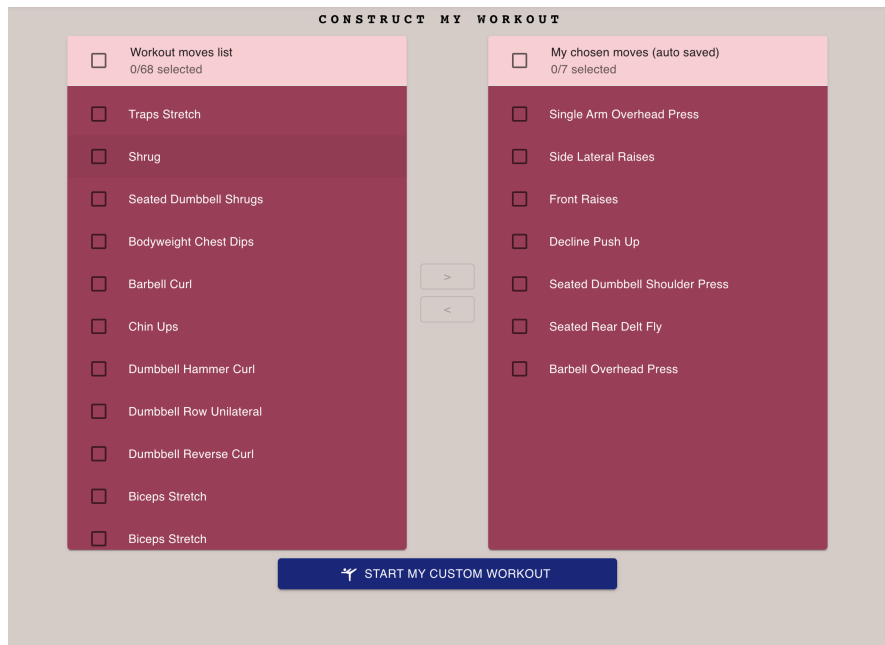 CONSTRUCT MY WORKOUT
Workout moves list
0/68 selected
Traps Stretch
Shrug
Seated Dumbbell Shrugs
Bodyweight Chest Dips
Barbell Curl
Chin Ups
Dumbbell Hammer Curl
Dumbbell Row Unilateral
Dumbbell Reverse Curl
Biceps Stretch
Biceps Stretch
>
<
My chosen moves (auto saved)
0/7 selected
Single Arm Overhead Press
Side Lateral Raises
Front Raises
Decline Push Up
Seated Dumbbell Shoulder Press
Seated Rear Delt Fly
Barbell Overhead Press
START MY CUSTOM WORKOUT